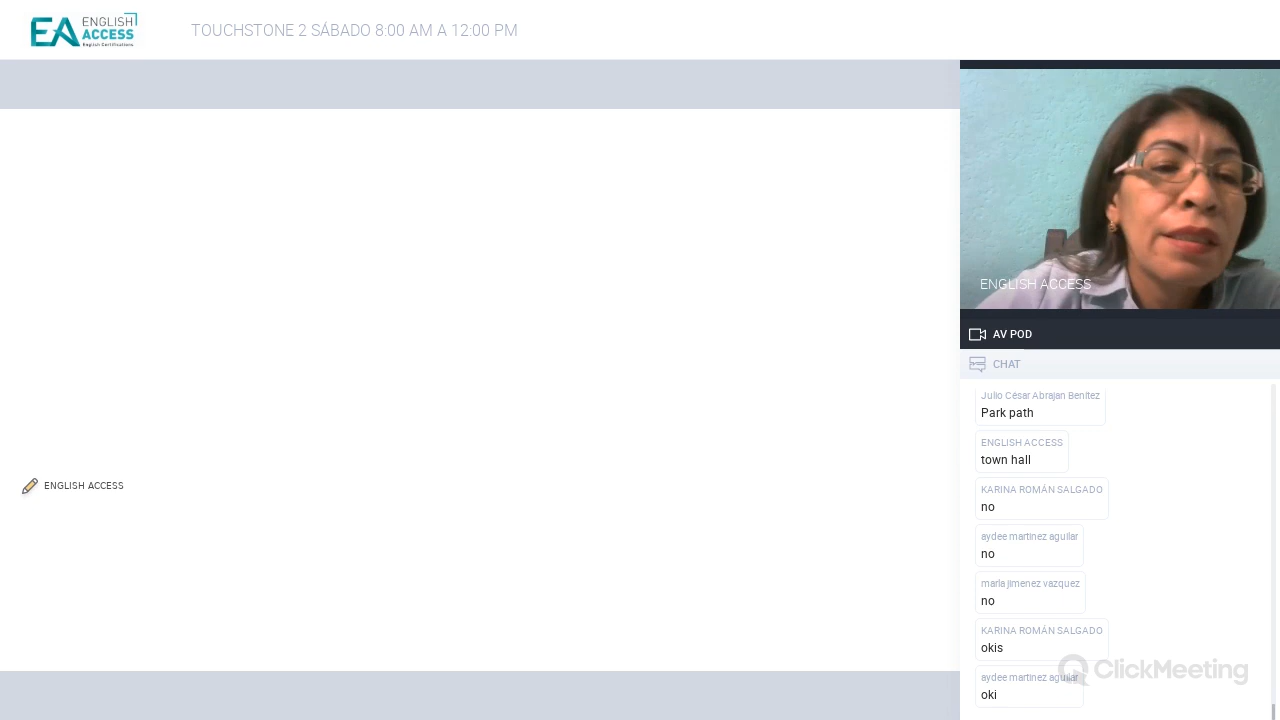 EA ENGLISH
ACCESS
English Certifications
TOUCHSTONE 2 SÁBADO 8:00 AM A 12:00 PM
ENGLISH ACCESS
ENGLISH ACCESS
AV POD
CHAT
Julio César Abrajan Benítez
Park path
ENGLISH ACCESS
town hall
KARINA ROMÁN SALGADO
no
aydee martinez aguilar
no
marla jimenez vazquez
no
KARINA ROMÁN SALGADO
okis
aydee martinez aguilar
oki
ClickMeeting